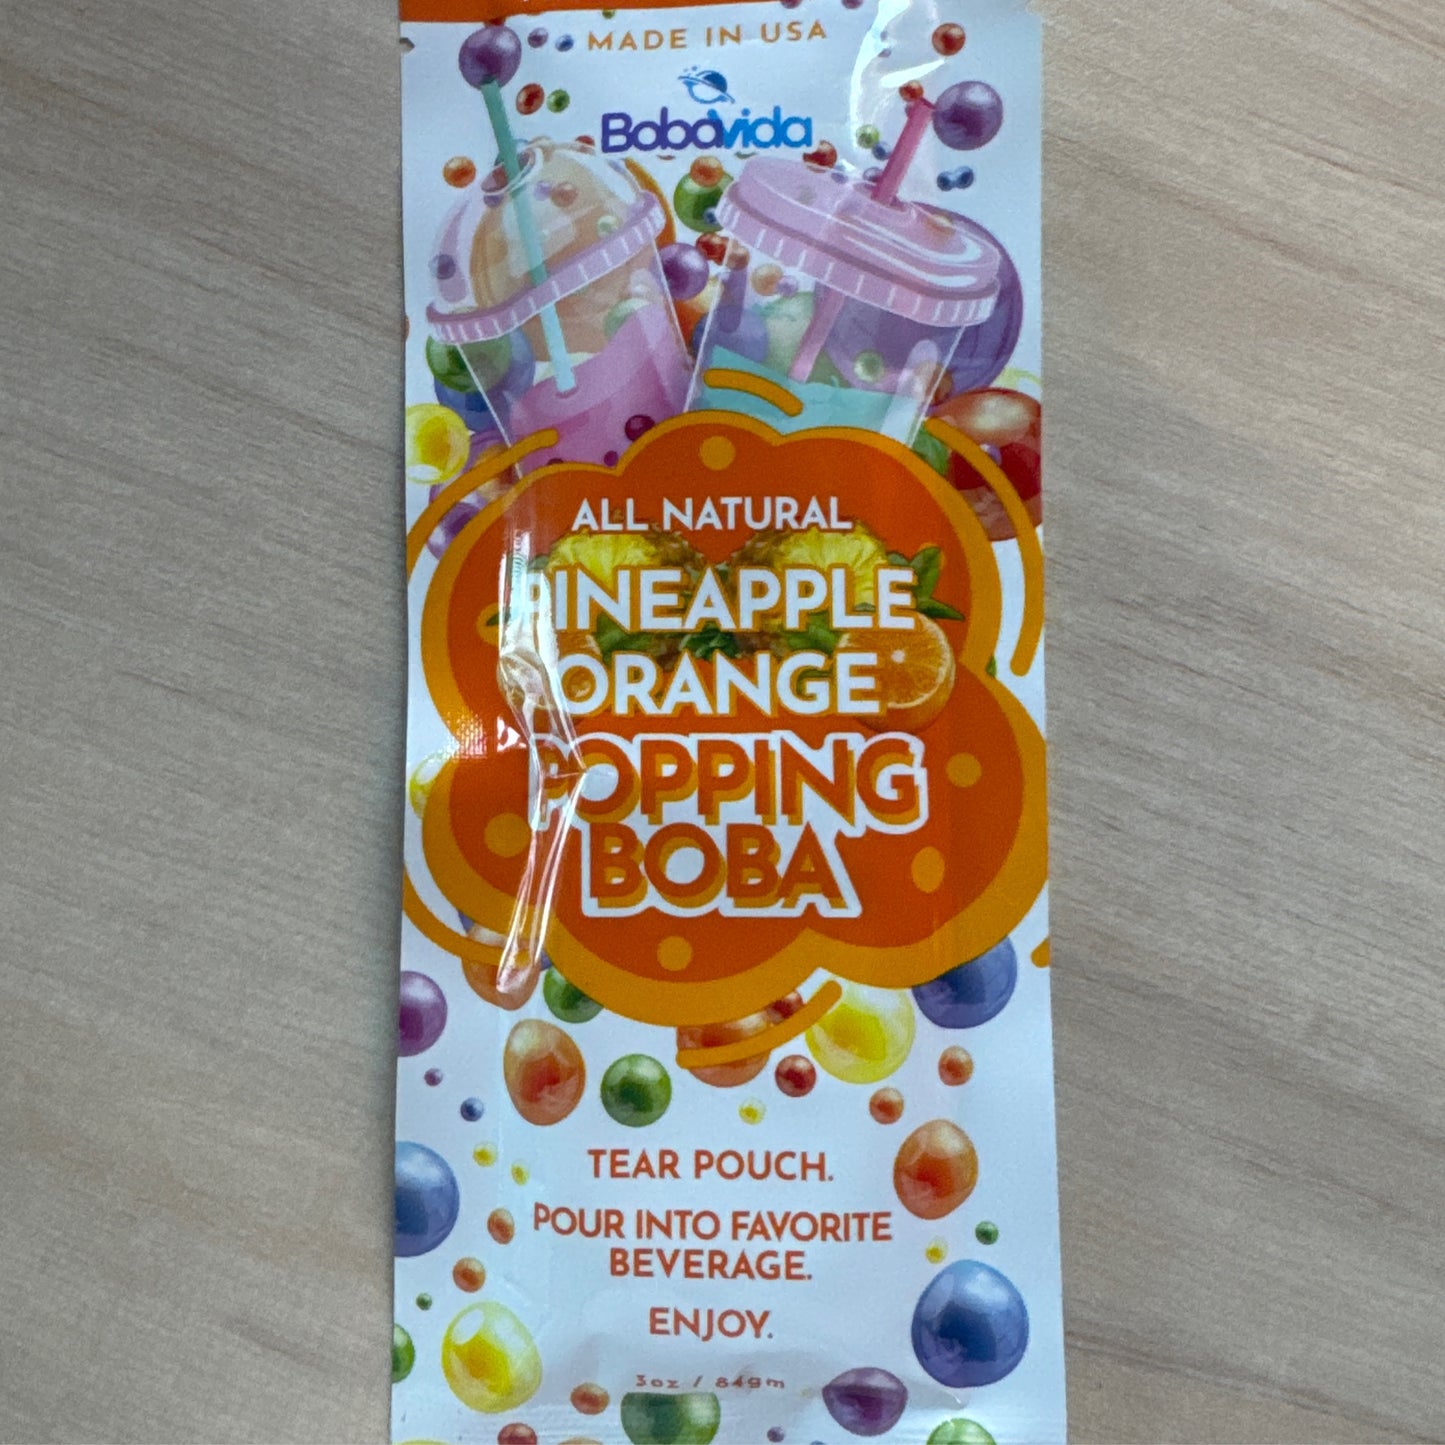 MADE IN USA
BobaVida
ALL NATURAL
PINEAPPLE
ORANGE
POPPING
BOBA
TEAR POUCH.
POUR INTO FAVORITE
BEVERAGE.
ENJOY.
3oz / 84gm